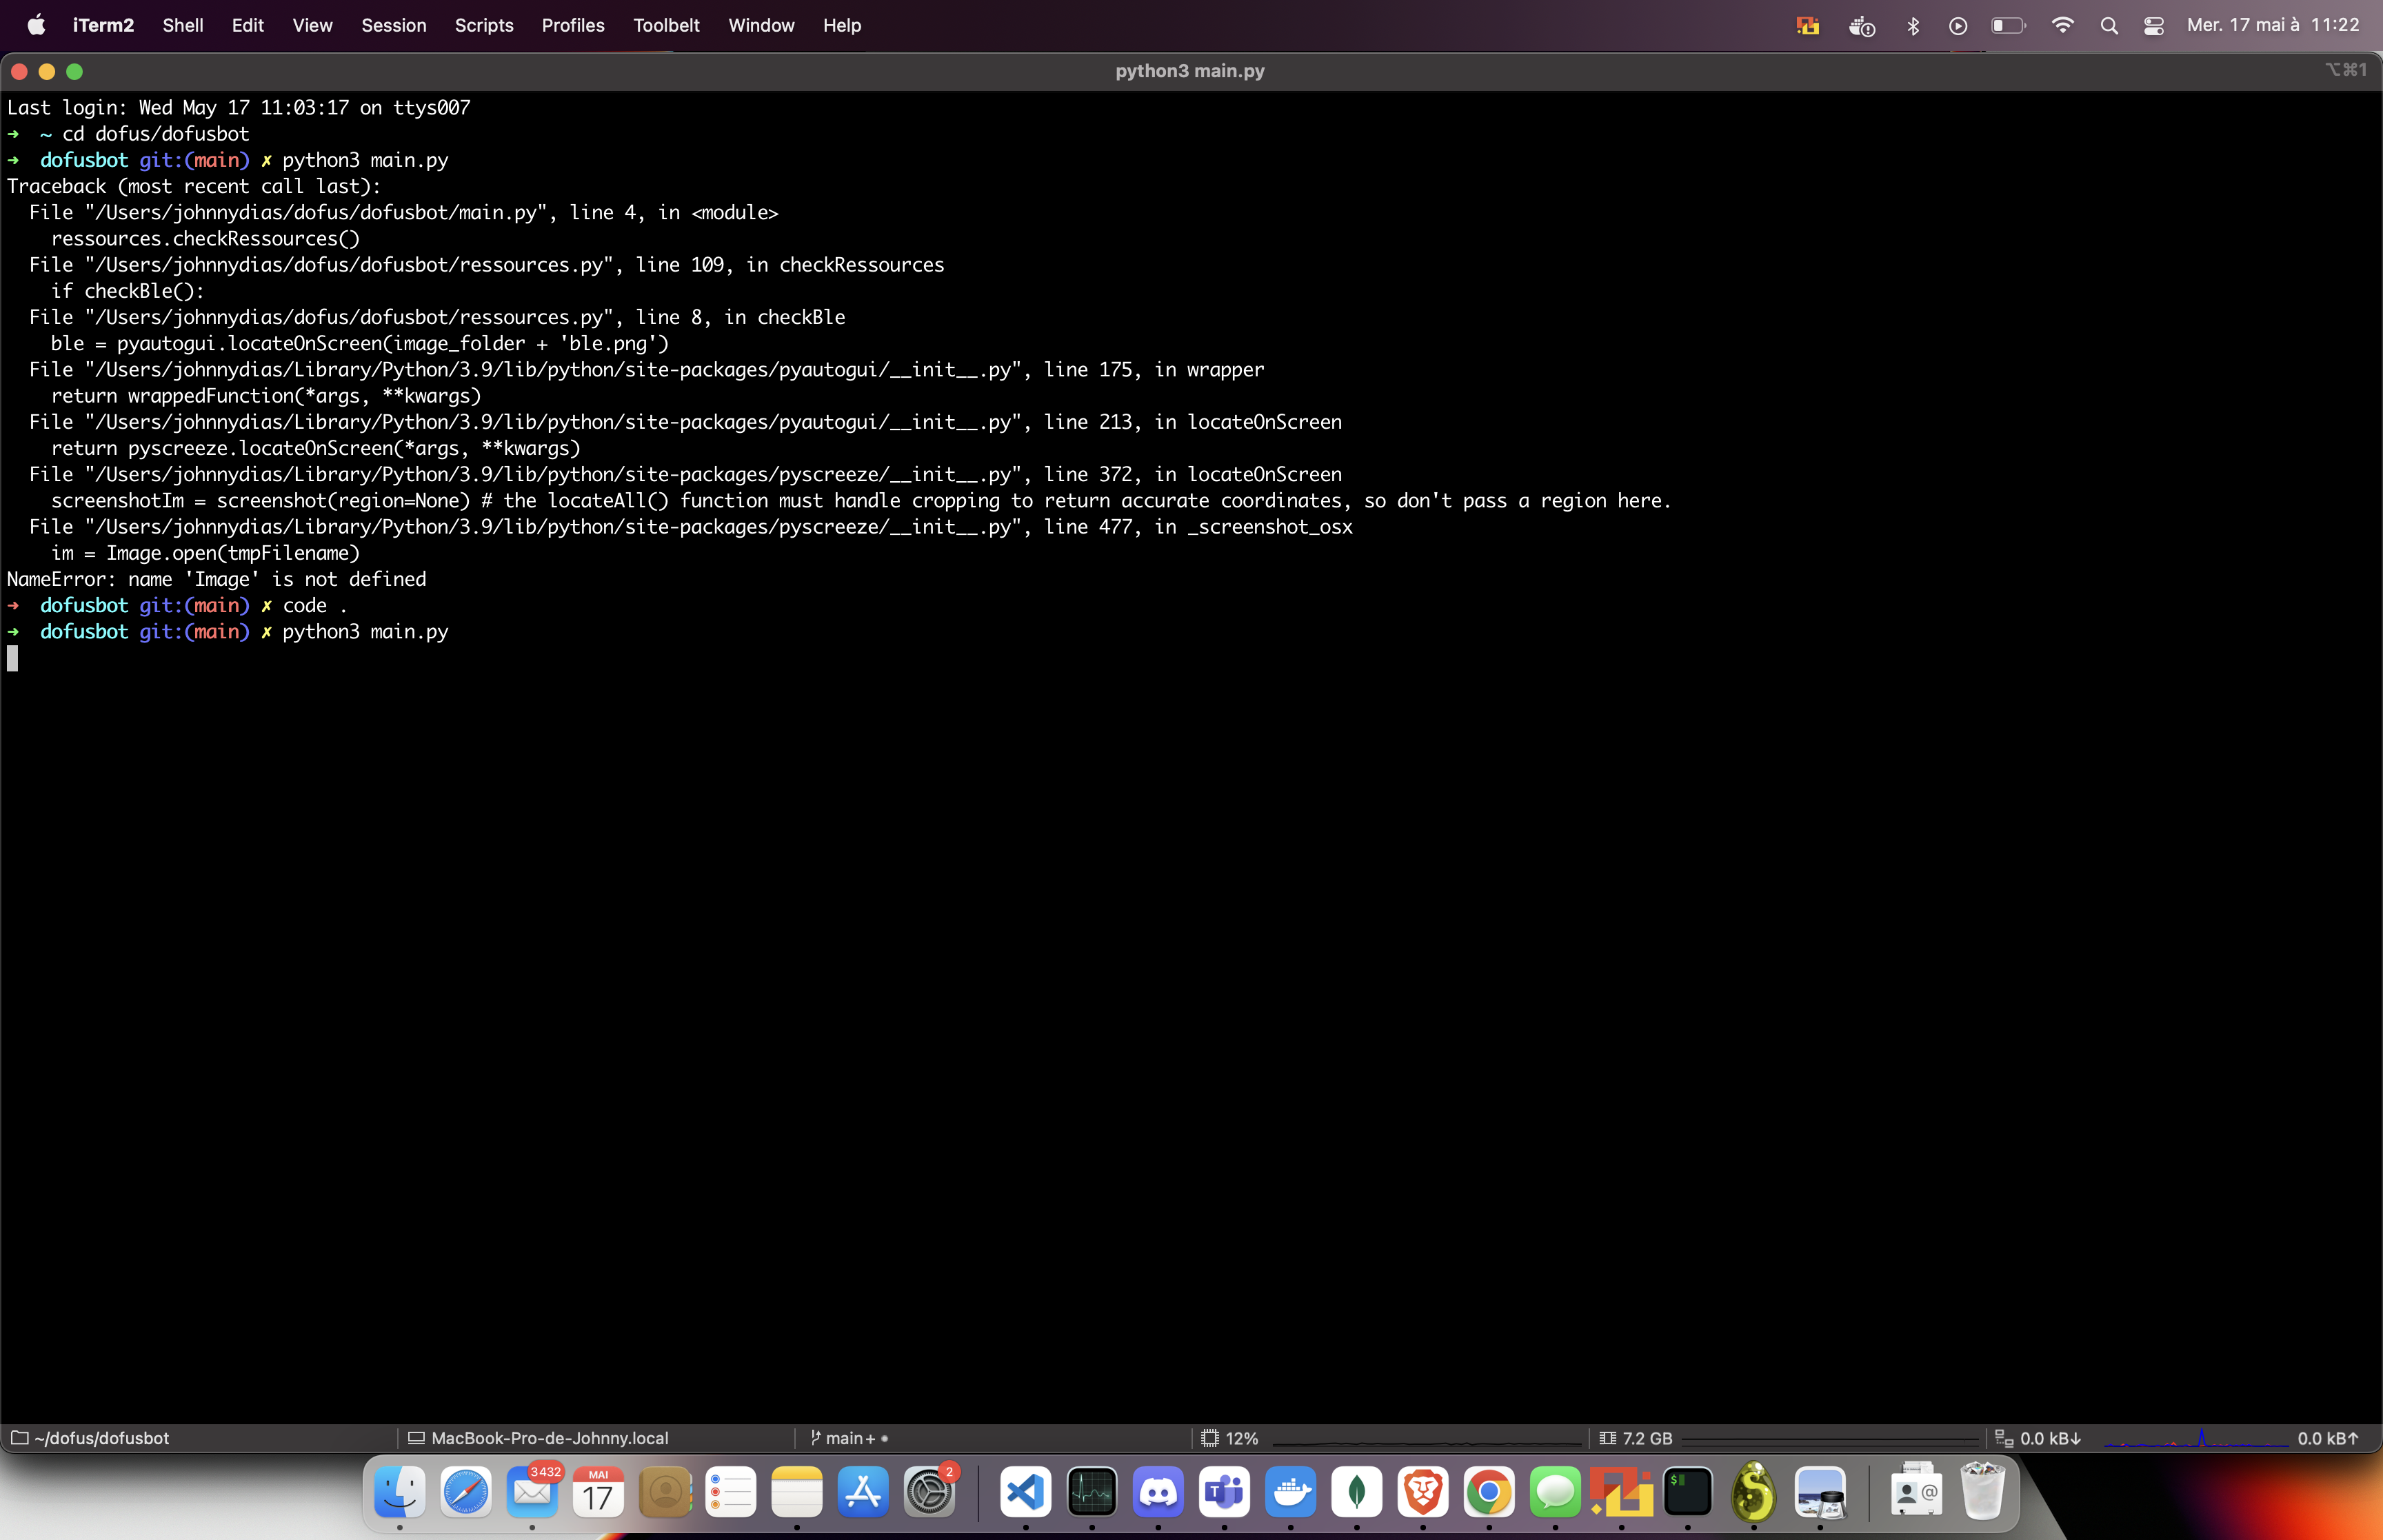 iTerm2 Shell Edit View Session Scripts Profiles Toolbelt Window Help Mer. 17 mai à 11:22
python3 main.py ⌥⌘1
Last login: Wed May 17 11:03:17 on ttys007
➜ ~ cd dofus/dofusbot
➜ dofusbot git:(main) ✗ python3 main.py
Traceback (most recent call last):
File "/Users/johnnydias/dofus/dofusbot/main.py", line 4, in <module>
ressources.checkRessources()
File "/Users/johnnydias/dofus/dofusbot/ressources.py", line 109, in checkRessources
if checkBle():
File "/Users/johnnydias/dofus/dofusbot/ressources.py", line 8, in checkBle
ble = pyautogui.locateOnScreen(image_folder + 'ble.png')
File "/Users/johnnydias/Library/Python/3.9/lib/python/site-packages/pyautogui/__init__.py", line 175, in wrapper
return wrappedFunction(*args, **kwargs)
File "/Users/johnnydias/Library/Python/3.9/lib/python/site-packages/pyautogui/__init__.py", line 213, in locateOnScreen
return pyscreeze.locateOnScreen(*args, **kwargs)
File "/Users/johnnydias/Library/Python/3.9/lib/python/site-packages/pyscreeze/__init__.py", line 372, in locateOnScreen
screenshotIm = screenshot(region=None) # the locateAll() function must handle cropping to return accurate coordinates, so don't pass a region here.
File "/Users/johnnydias/Library/Python/3.9/lib/python/site-packages/pyscreeze/__init__.py", line 477, in _screenshot_osx
im = Image.open(tmpFilename)
NameError: name 'Image' is not defined
➜ dofusbot git:(main) ✗ code .
➜ dofusbot git:(main) ✗ python3 main.py
~/dofus/dofusbot MacBook-Pro-de-Johnny.local main+ • 12% 7.2 GB 0.0 kB↓ 0.0 kB↑
3432 MAI 17 2